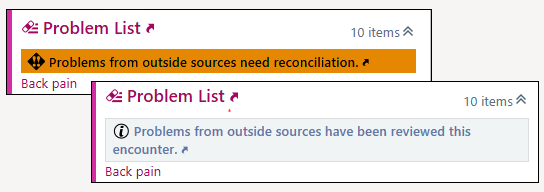 Problem List
10 items
Problems from outside sources need reconciliation.
Back pain
Problem List
10 items
Problems from outside sources have been reviewed this
encounter.
Back pain